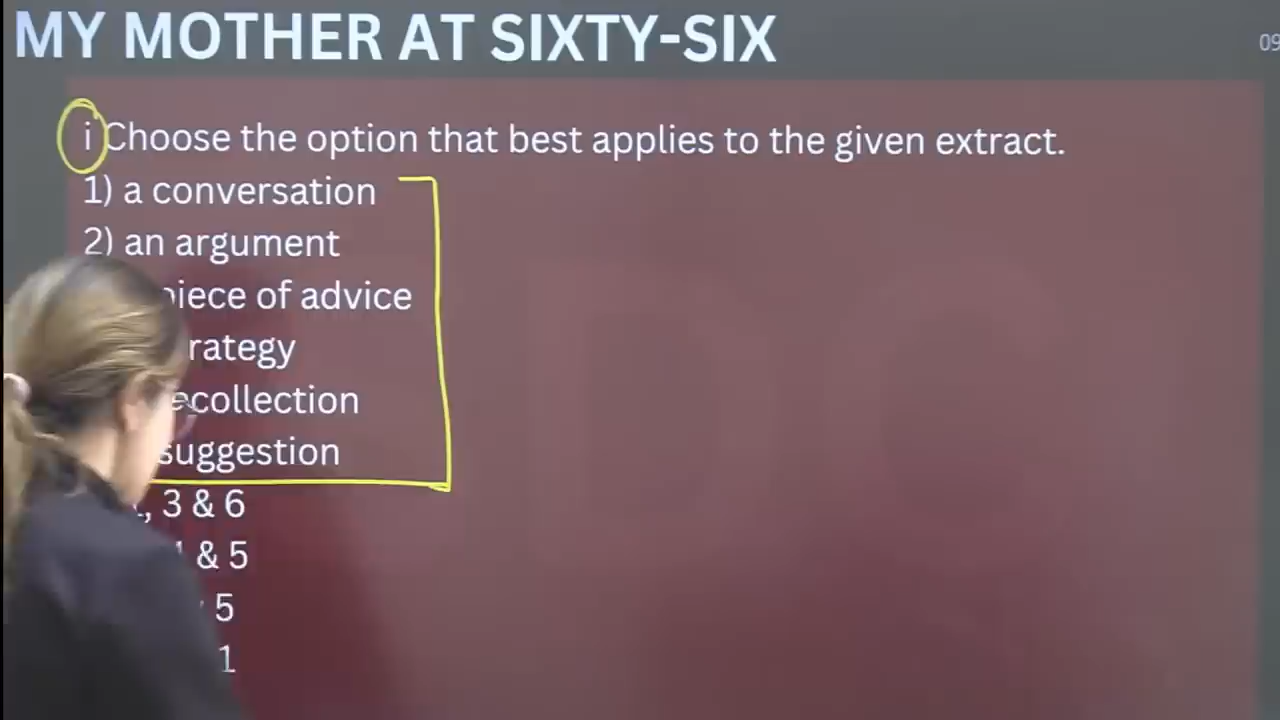 MY MOTHER AT SIXTY-SIX
09
i Choose the option that best applies to the given extract.
1) a conversation
2) an argument
piece of advice
ecollection
suggestion
, 3 & 6
& 5
5
1